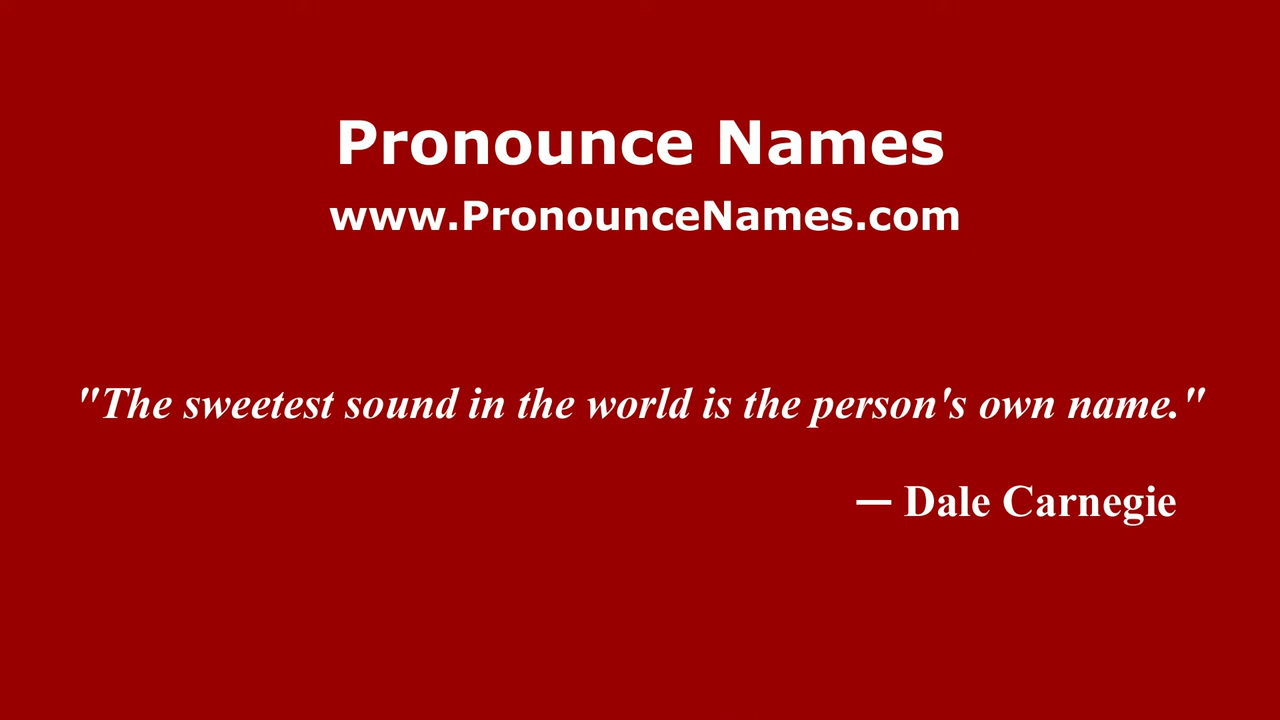 Pronounce Names
www.PronounceNames.com
"The sweetest sound in the world is the person's own name."
— Dale Carnegie